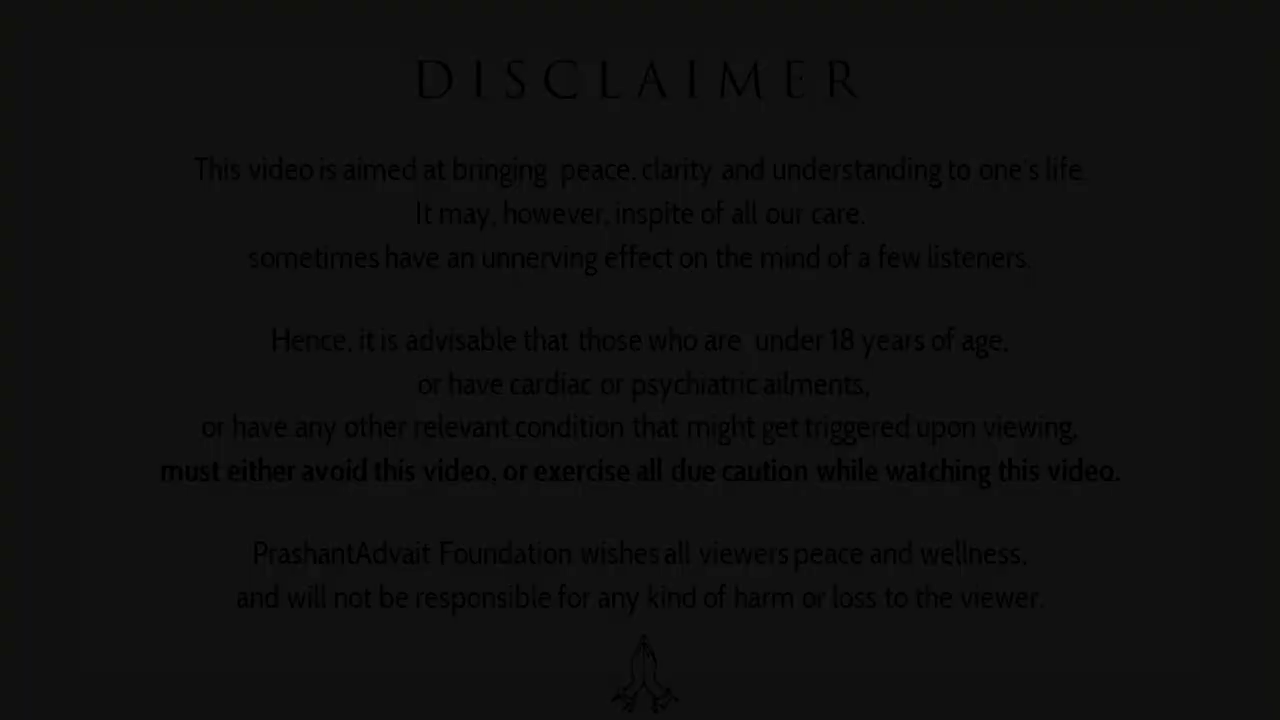 DISCLAIMER
This video is aimed at bringing peace, clarity and understanding to one's life.
It may, however, inspite of all our care,
sometimes have an unnerving effect on the mind of a few listeners.
Hence, it is advisable that those who are under 18 years of age,
or have cardiac or psychiatric ailments,
or have any other relevant condition that might get triggered upon viewing,
must either avoid this video, or exercise all due caution while watching this video.
PrashantAdvait Foundation wishes all viewers peace and wellness,
and will not be responsible for any kind of harm or loss to the viewer.